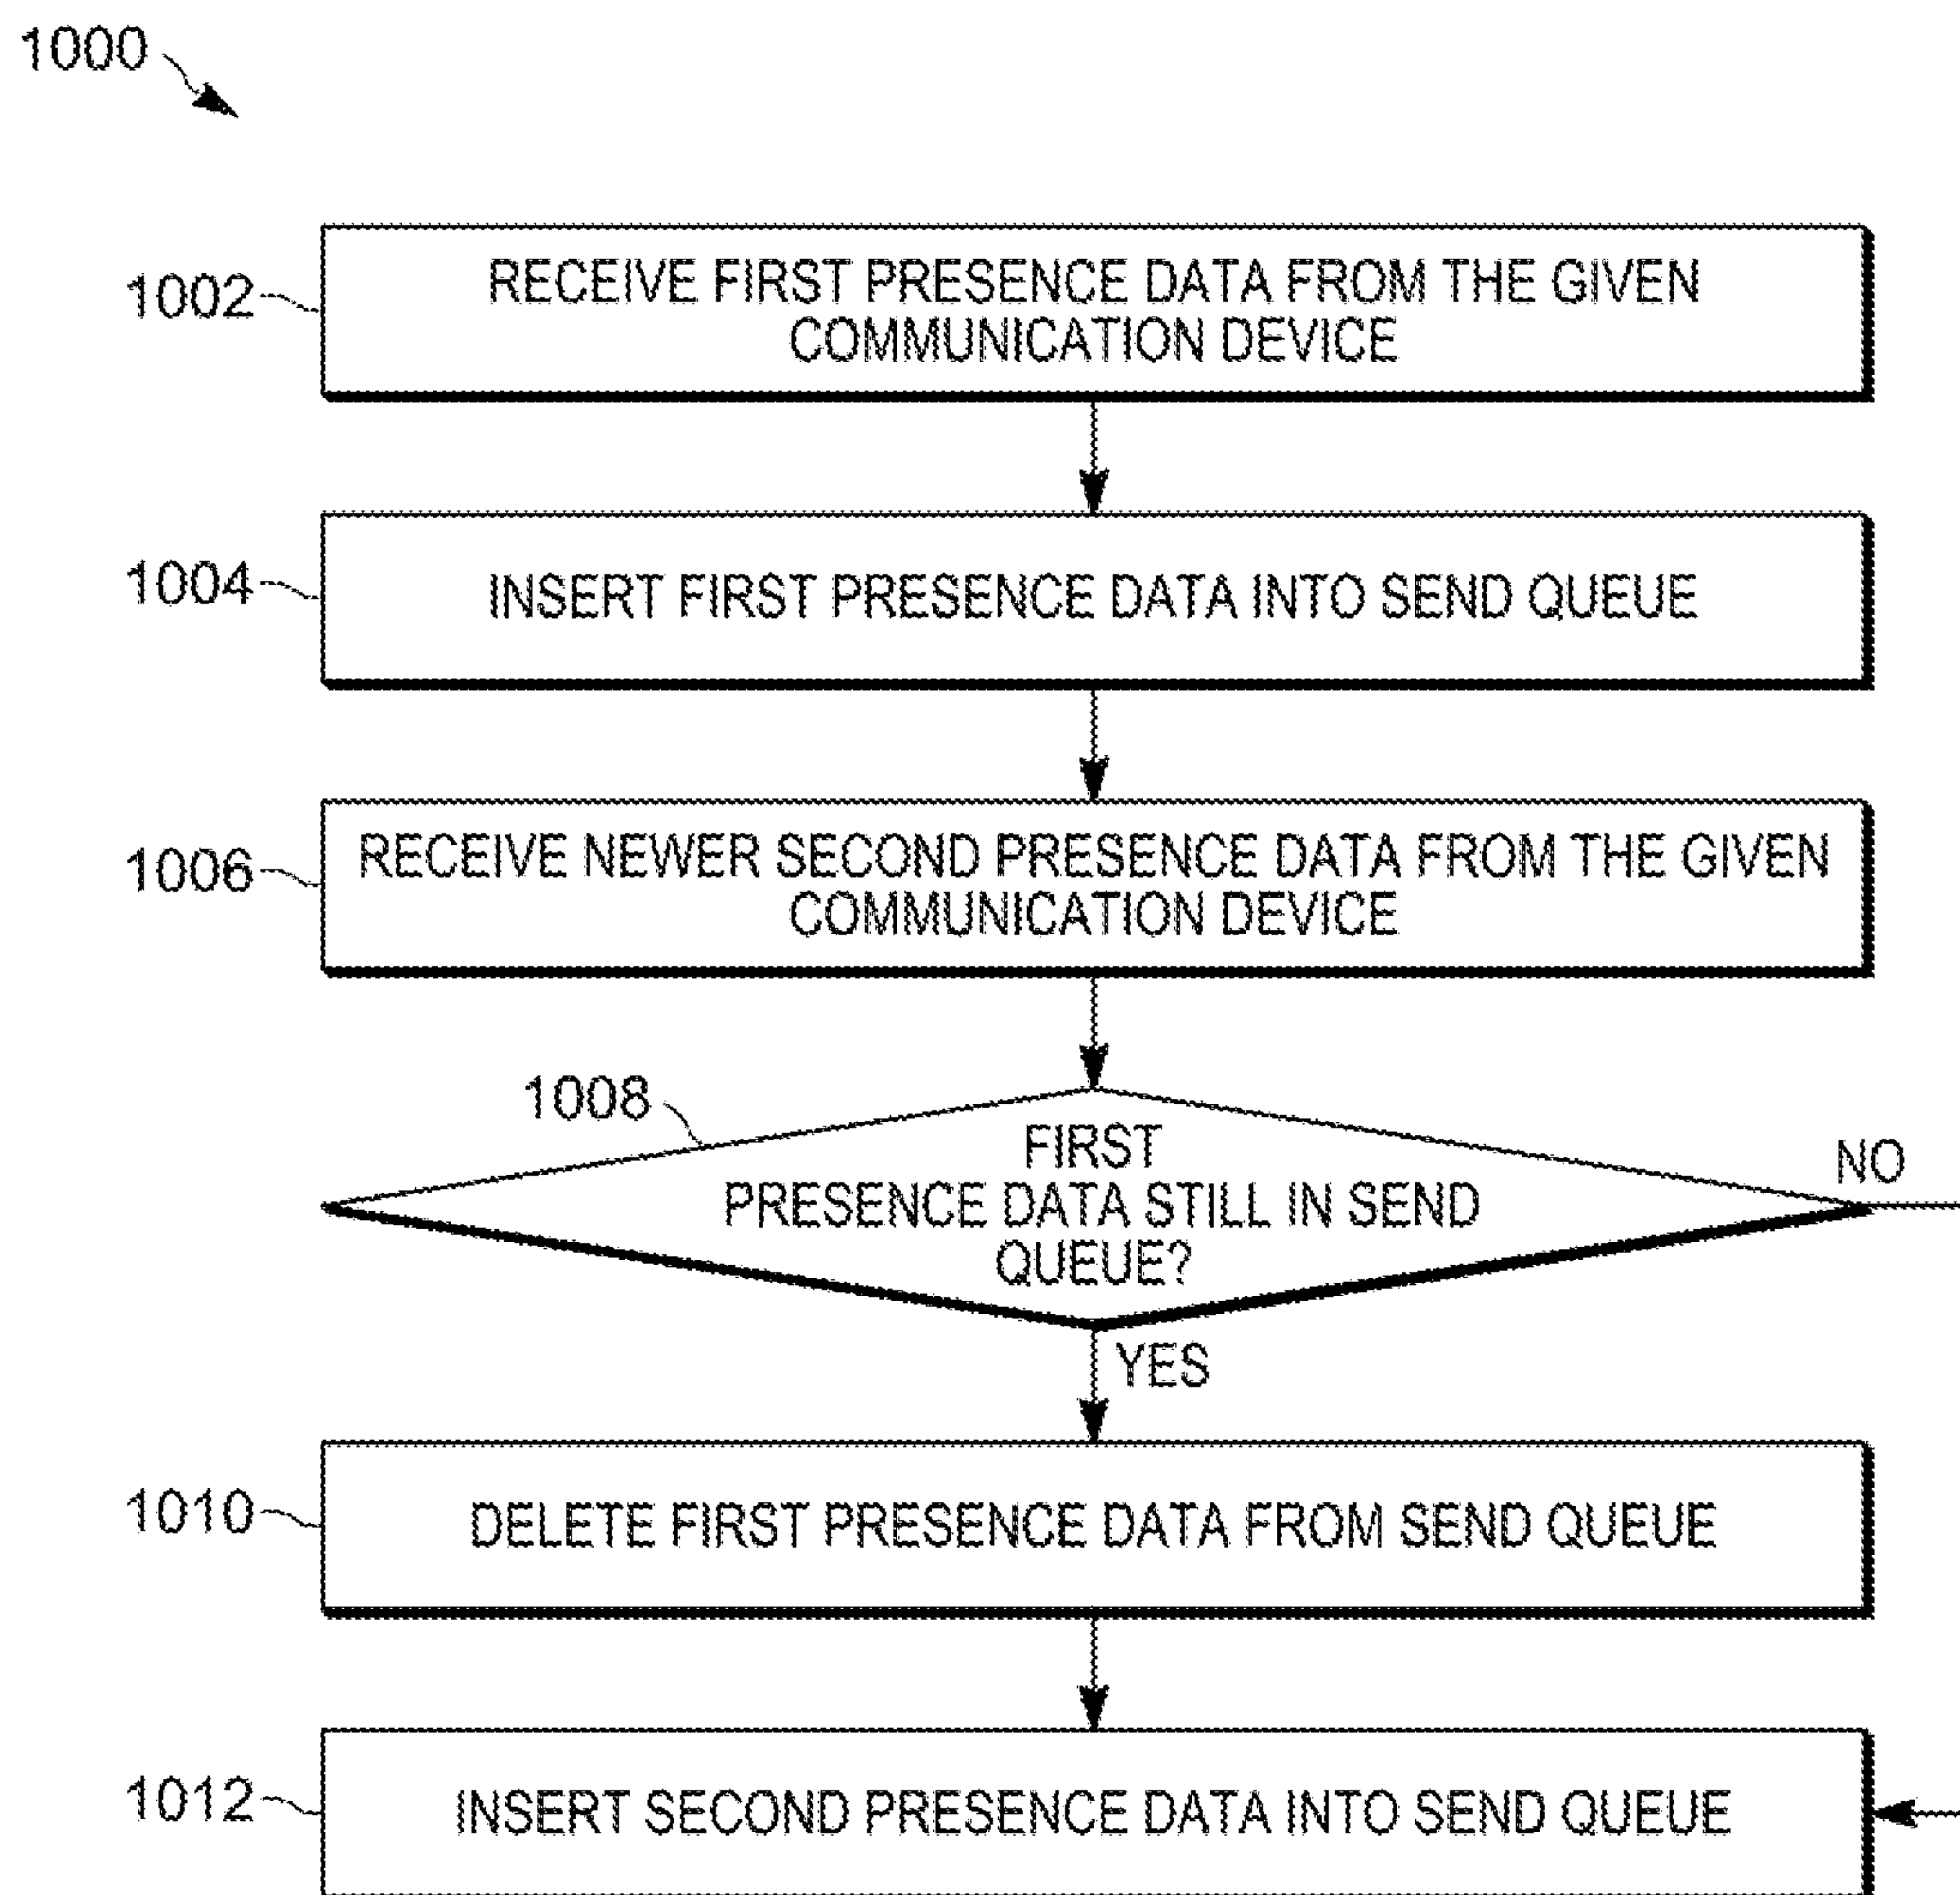 1000
1002
RECEIVE FIRST PRESENCE DATA FROM THE GIVEN
COMMUNICATION DEVICE
1004
INSERT FIRST PRESENCE DATA INTO SEND QUEUE
1006
RECEIVE NEWER SECOND PRESENCE DATA FROM THE GIVEN
COMMUNICATION DEVICE
1008
FIRST
PRESENCE DATA STILL IN SEND
QUEUE?
NO
YES
1010
DELETE FIRST PRESENCE DATA FROM SEND QUEUE
1012
INSERT SECOND PRESENCE DATA INTO SEND QUEUE